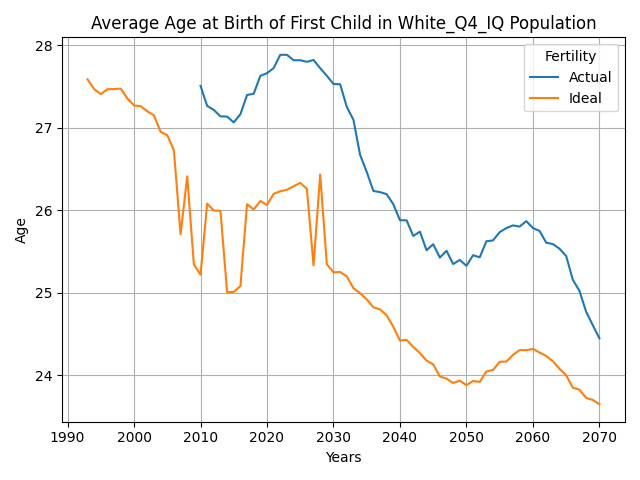 Average Age at Birth of First Child in White_Q4_IQ Population
Fertility
Actual
Ideal
28
27
26
25
24
Age
1990
2000
2010
2020
2030
2040
2050
2060
2070
Years